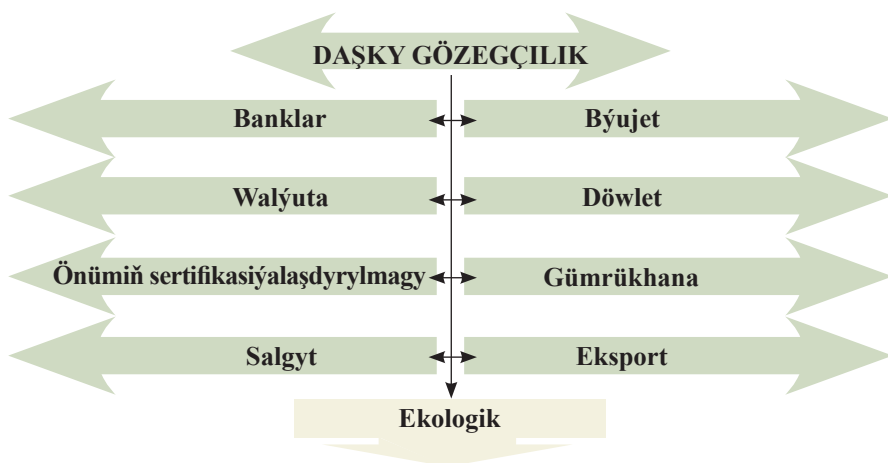 DAŞKY GÖZEGÇILIK
Banklar
Býujet
Walýuta
Döwlet
Önümiň sertifikasiýalaşdyrylmagy
Gümrükhana
Salgyt
Eksport
Ekologik